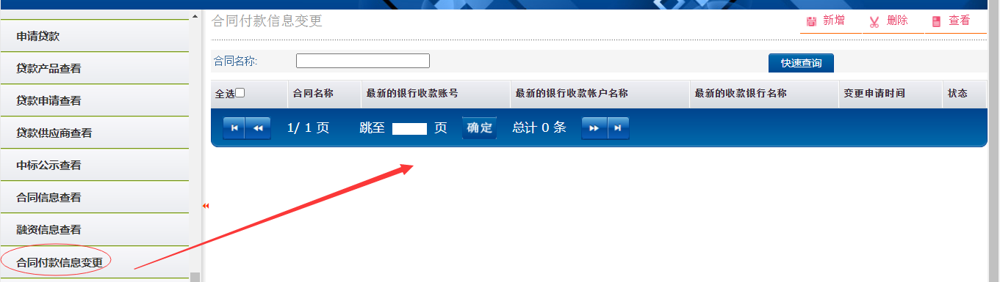 申请贷款
贷款产品查看
贷款申请查看
贷款供应商查看
中标公示查看
合同信息查看
融资信息查看
合同付款信息变更
合同付款信息变更
新增 删除 查看
合同名称: 快速查询
全选 合同名称 最新的银行收款账号 最新的银行收款帐户名称 最新的收款银行名称 变更申请时间 状态
1/ 1 页 跳至 页 确定 总计 0 条